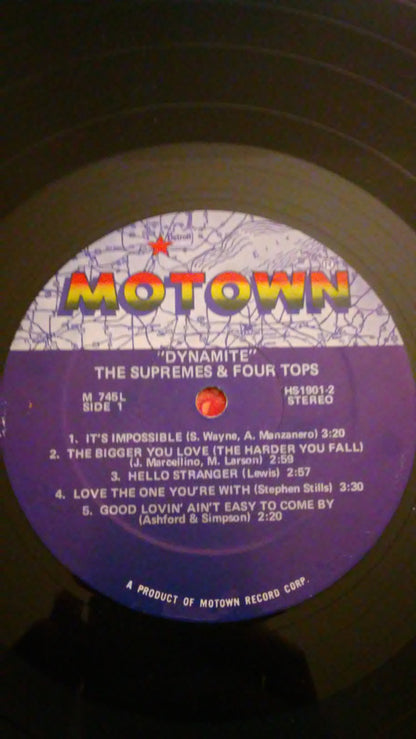 Detroit
MOTOWN
"DYNAMITE"
THE SUPREMES & FOUR TOPS
M 745L HS1901-2
SIDE 1 STEREO
1. IT'S IMPOSSIBLE (S. Wayne, A. Manzanero) 3:20
2. THE BIGGER YOU LOVE (THE HARDER YOU FALL)
(J. Marcellino, M. Larson) 2:59
3. HELLO STRANGER (Lewis) 2:57
4. LOVE THE ONE YOU'RE WITH (Stephen Stills) 3:30
5. GOOD LOVIN' AIN'T EASY TO COME BY
(Ashford & Simpson) 2:20
A PRODUCT OF MOTOWN RECORD CORP.